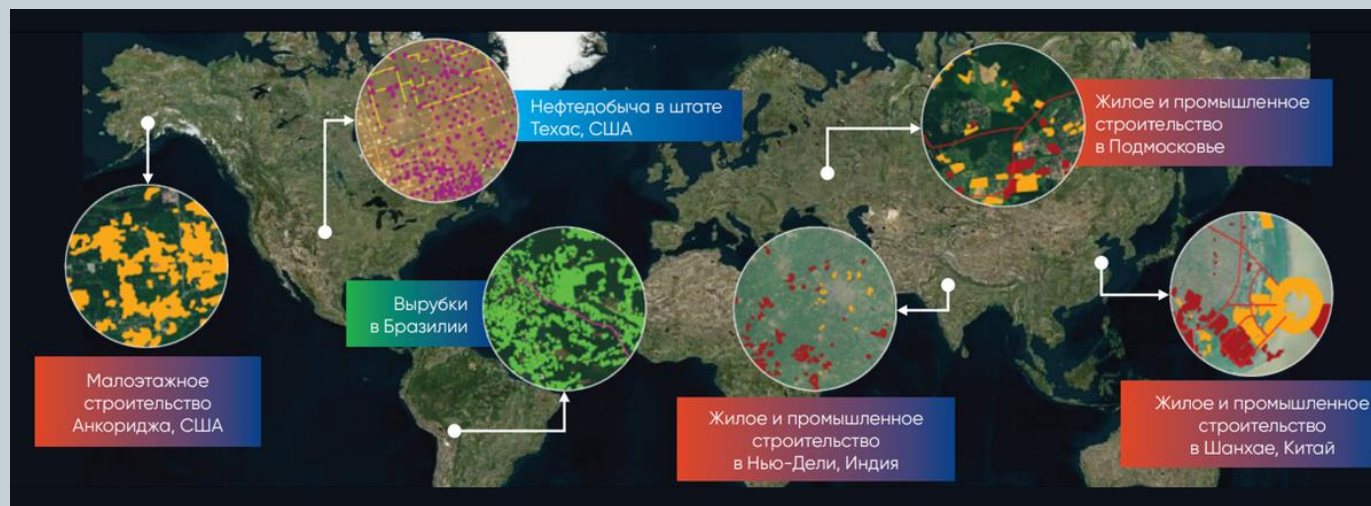 Нефтедобыча в штате
Техас, США
Жилое и промышленное
строительство
в Подмосковье
Вырубки
в Бразилии
Малоэтажное
строительство
Анкориджа, США
Жилое и промышленное
строительство
в Нью-Дели, Индия
Жилое и промышленное
строительство
в Шанхае, Китай